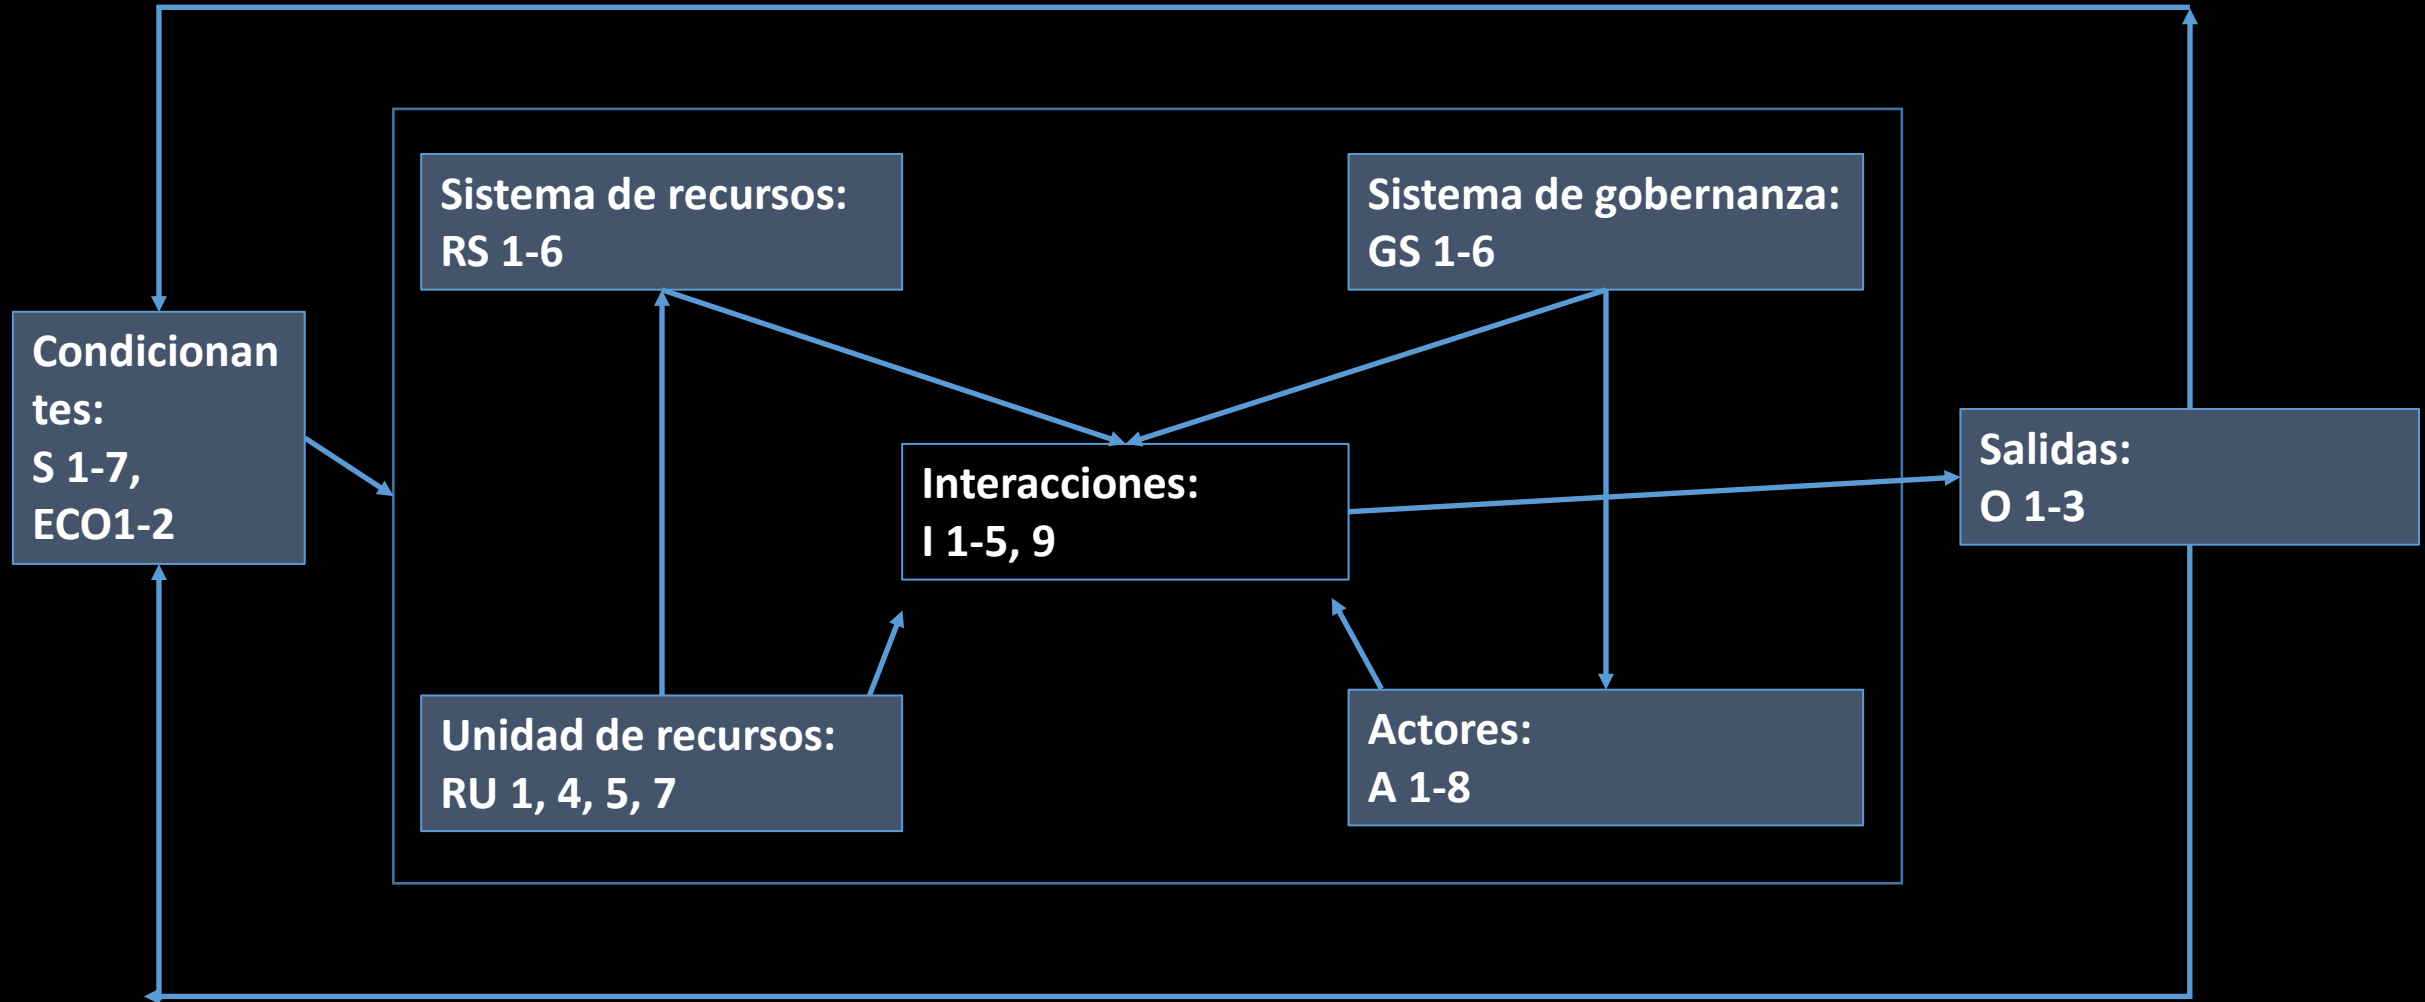 Sistema de recursos:
RS 1-6
Sistema de gobernanza:
GS 1-6
Condicionan
tes:
S 1-7,
ECO1-2
Interacciones:
I 1-5, 9
Salidas:
O 1-3
Unidad de recursos:
RU 1, 4, 5, 7
Actores:
A 1-8